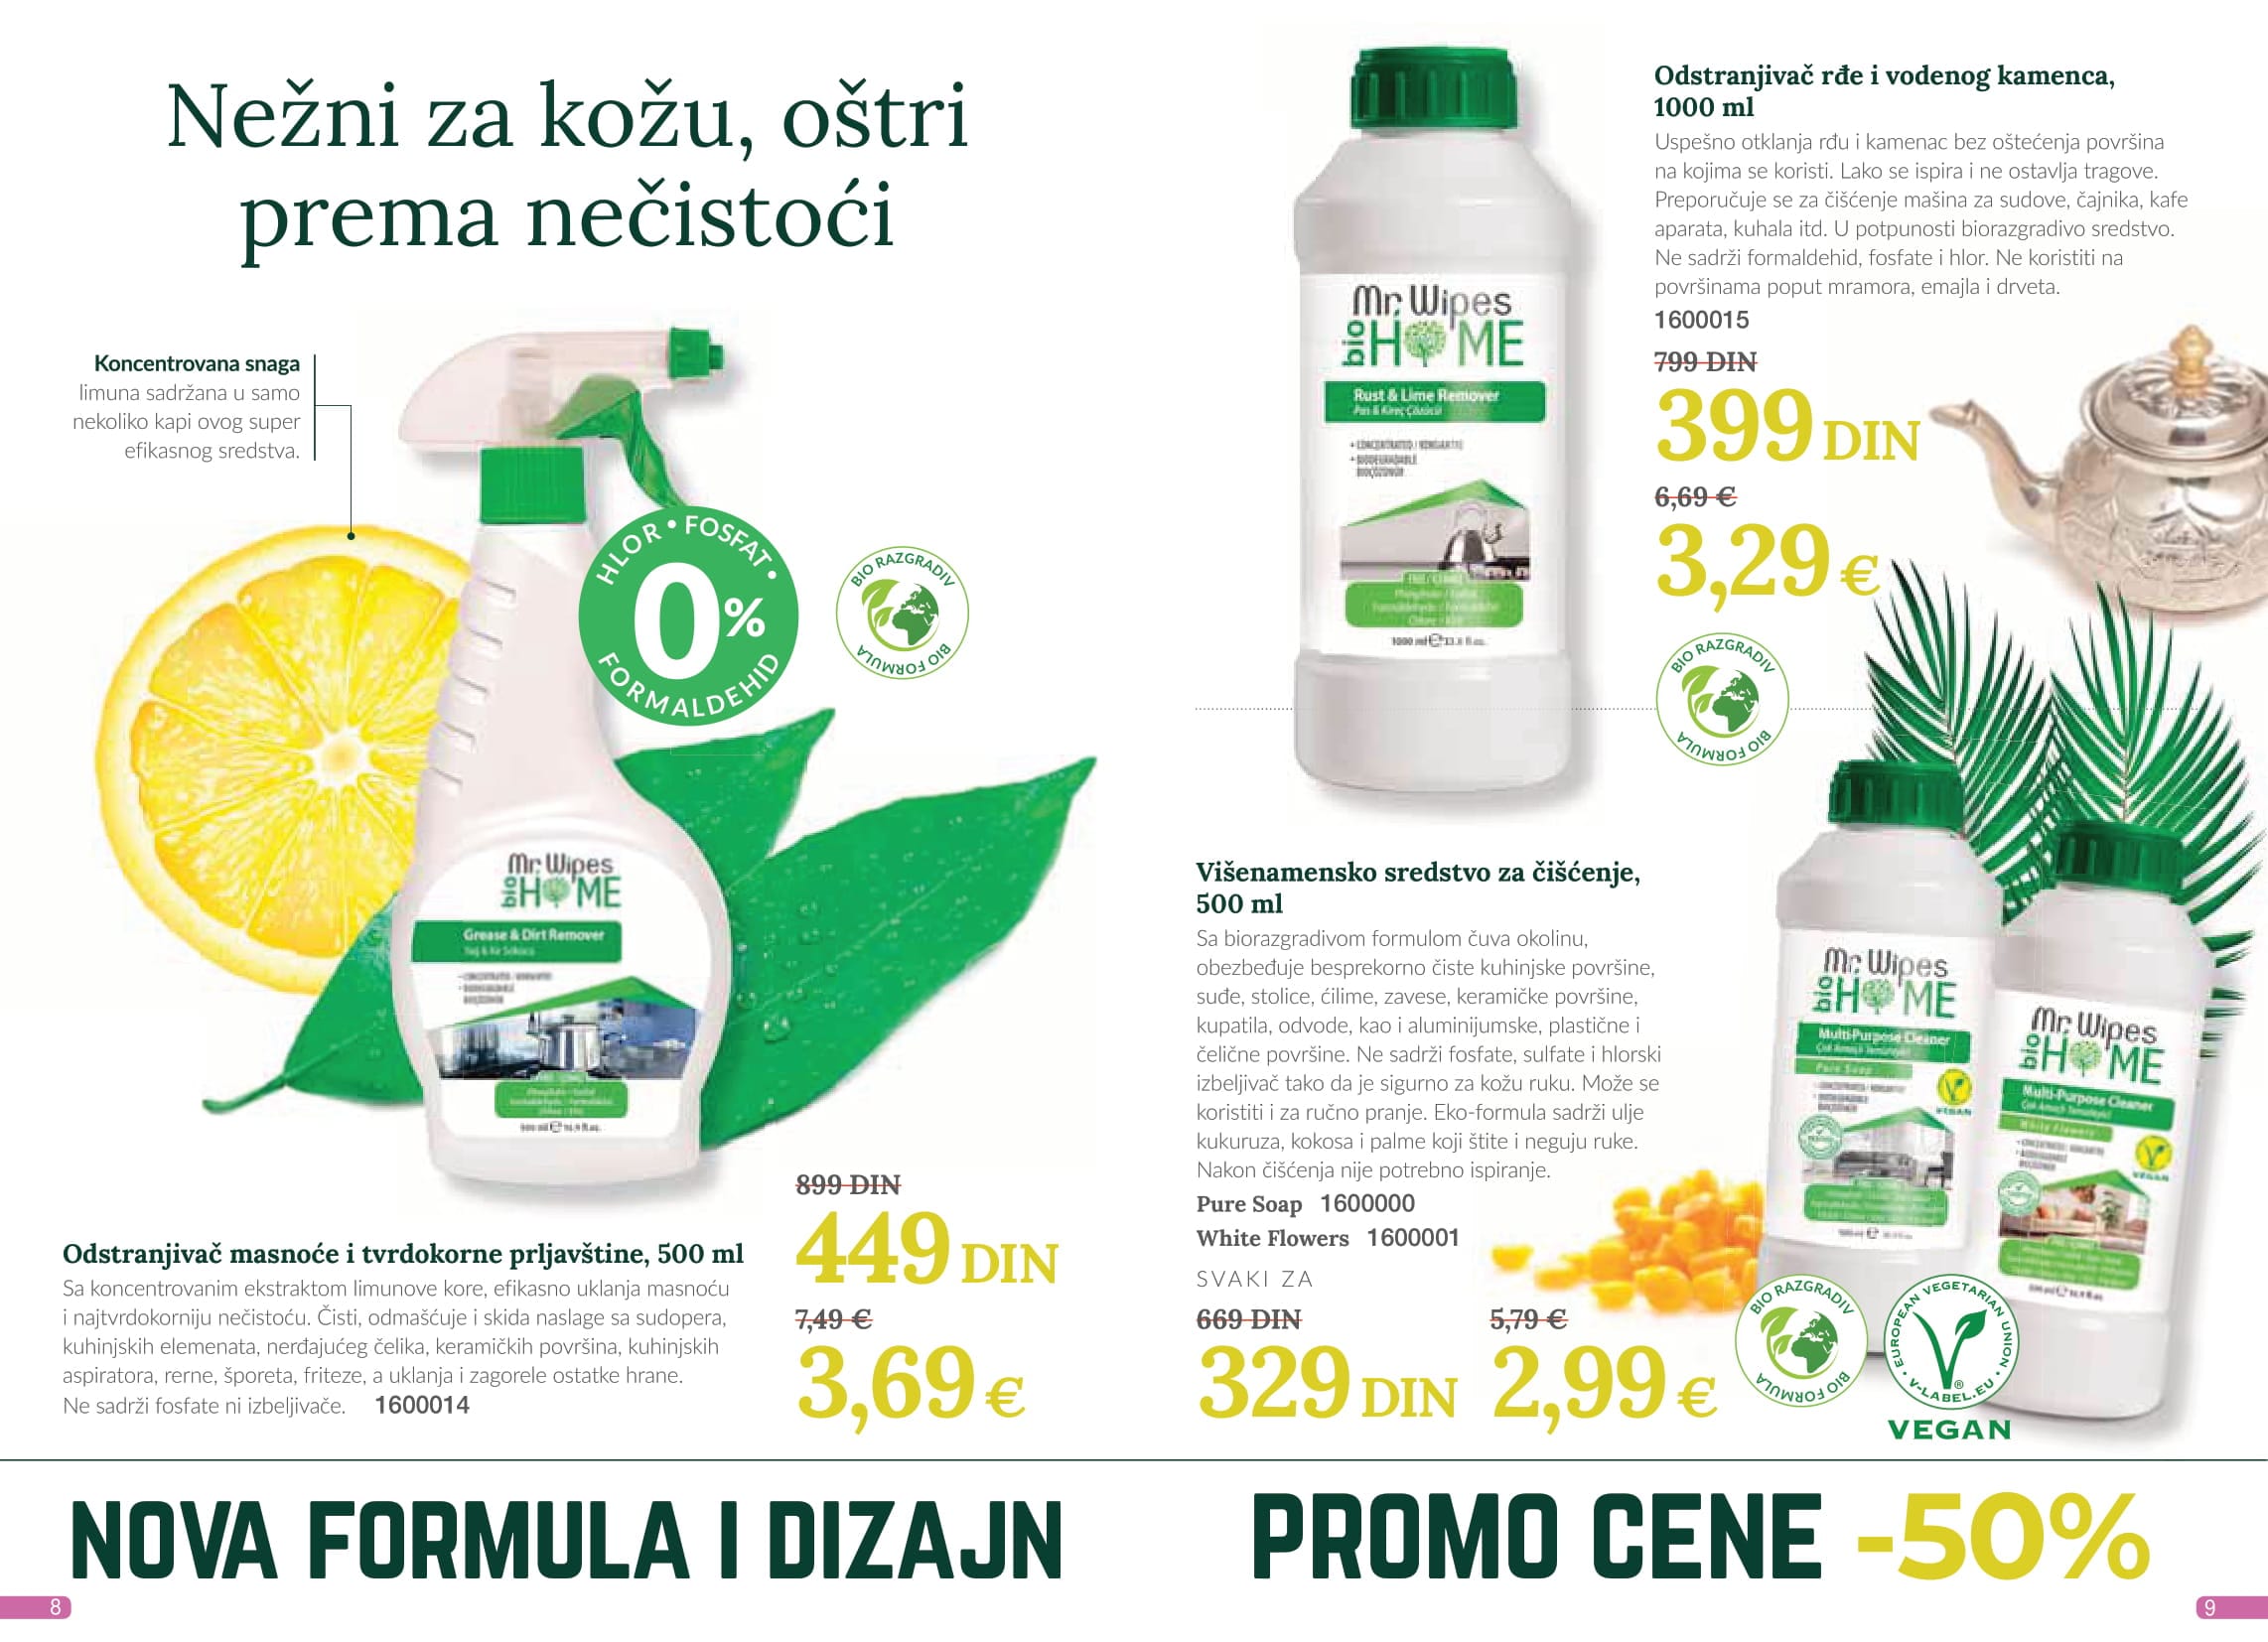 Nežni za kožu, oštri
prema nečistoći
Koncentrovana snaga
limuna sadržana u samo
nekoliko kapi ovog super
efikasnog sredstva.
HLOR • FOSFAT •
0%
FORMALDEHID
BIO RAZGRADIV
BIO FORMULA
Mr. Wipes
bio HOME
Grease & Dirt Remover
Yağ & Kir Sökücü
899 DIN
449 DIN
7,49 €
3,69 €
Odstranjivač masnoće i tvrdokorne prljavštine, 500 ml
Sa koncentrovanim ekstraktom limunove kore, efikasno uklanja masnoću
i najtvrdokorniju nečistoću. Čisti, odmašćuje i skida naslage sa sudopera,
kuhinjskih elemenata, nerđajućeg čelika, keramičkih površina, kuhinjskih
aspiratora, rerne, šporeta, friteze, a uklanja i zagorele ostatke hrane.
Ne sadrži fosfate ni izbeljivače. 1600014
NOVA FORMULA I DIZAJN
8
Mr. Wipes
bio HOME
Rust & Lime Remover
Pas & Kireç Çözücü
1000 ml
Odstranjivač rđe i vodenog kamenca,
1000 ml
Uspešno otklanja rđu i kamenac bez oštećenja površina
na kojima se koristi. Lako se ispira i ne ostavlja tragove.
Preporučuje se za čišćenje mašina za sudove, čajnika, kafe
aparata, kuhala itd. U potpunosti biorazgradivo sredstvo.
Ne sadrži formaldehid, fosfate i hlor. Ne koristiti na
površinama poput mramora, emajla i drveta.
1600015
799 DIN
399 DIN
6,69 €
3,29 €
BIO RAZGRADIV
BIO FORMULA
Višenamensko sredstvo za čišćenje,
500 ml
Sa biorazgradivom formulom čuva okolinu,
obezbeđuje besprekorno čiste kuhinjske površine,
suđe, stolice, ćilime, zavese, keramičke površine,
kupatila, odvode, kao i aluminijumske, plastične i
čelične površine. Ne sadrži fosfate, sulfate i hlorski
izbeljivač tako da je sigurno za kožu ruku. Može se
koristiti i za ručno pranje. Eko-formula sadrži ulje
kukuruza, kokosa i palme koji štite i neguju ruke.
Nakon čišćenja nije potrebno ispiranje.
Pure Soap 1600000
White Flowers 1600001
SVAKI ZA
669 DIN
329 DIN
5,79 €
2,99 €
Mr. Wipes
bio HOME
Multi-Purpose Cleaner
Pure Soap
VEGAN
Mr. Wipes
bio HOME
Multi-Purpose Cleaner
White Flowers
VEGAN
BIO RAZGRADIV
BIO FORMULA
• EUROPEAN VEGETARIAN UNION •
V-LABEL.EU
®
VEGAN
PROMO CENE -50%
9